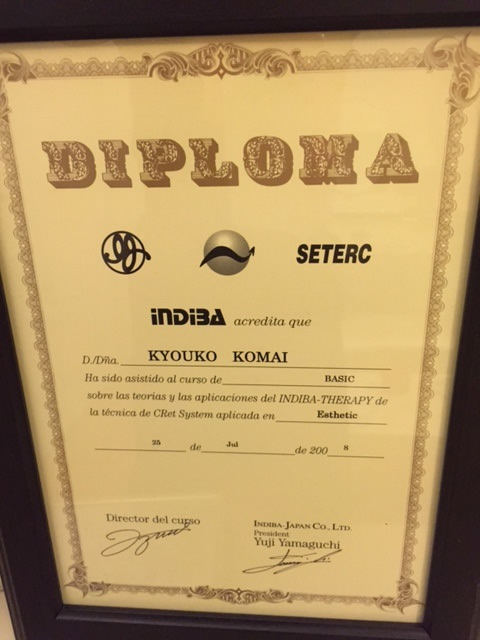 DIPLOMA
SETERC
INDIBA acredita que
D./Dña. KYOUKO KOMAI
Ha sido asistido al curso de BASIC
sobre las teorias y las aplicaciones del INDIBA-THERAPY de
la técnica de CRet System aplicada en Esthetic
25 de Jul de 200 8
Director del curso
INDIBA-JAPAN CO., LTD.
President
Yuji Yamaguchi